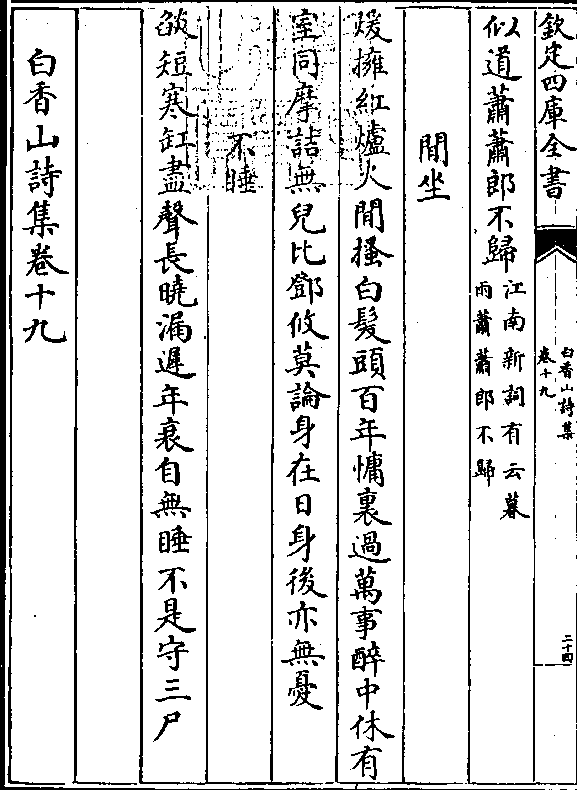 欽定四庫全書
白香山詩集
卷十九
二十四
似道蕭蕭郎不歸江南新詞有云暮
雨蕭蕭郎不歸
閒坐
煖擁紅爐火閒搔白髮頭百年慵裏過萬事醉中休有
室同摩詰無兒比鄧攸莫論身在日身後亦無憂
不睡
焰短寒缸盡聲長曉漏遲年衰自無睡不是守三尸
白香山詩集卷十九